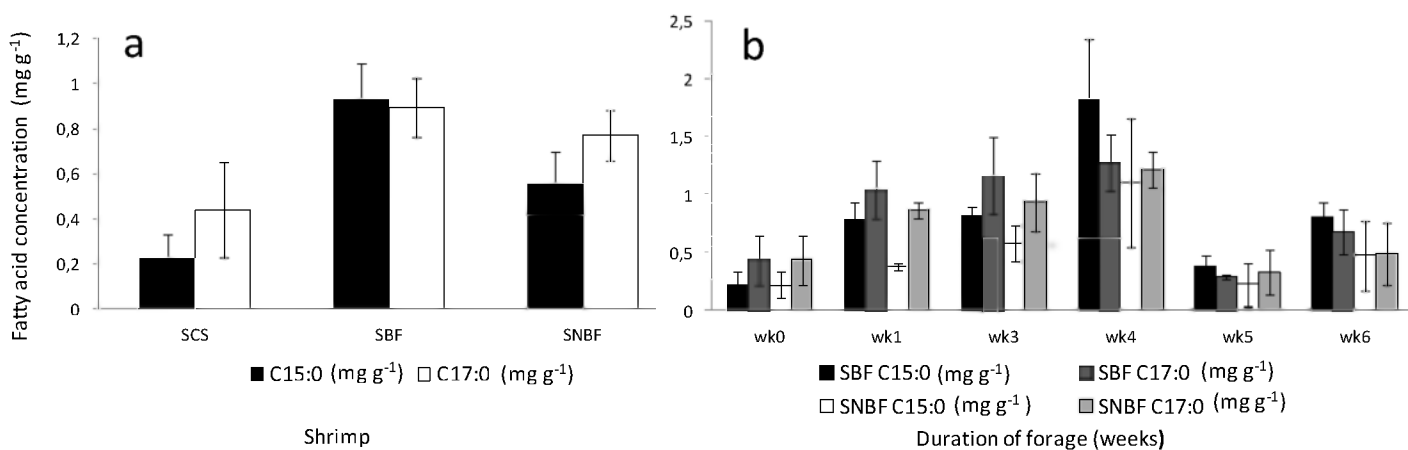 a
Fatty acid concentration (mg g⁻¹)
1,2
1
0,8
0,6
0,4
0,2
0
SCS SBF SNBF
C15:0 (mg g⁻¹) C17:0 (mg g⁻¹)
Shrimp
b
2,5
2
1,5
1
0,5
0
wk0 wk1 wk3 wk4 wk5 wk6
SBF C15:0 (mg g⁻¹) SBF C17:0 (mg g⁻¹)
SNBF C15:0 (mg g⁻¹) SNBF C17:0 (mg g⁻¹)
Duration of forage (weeks)